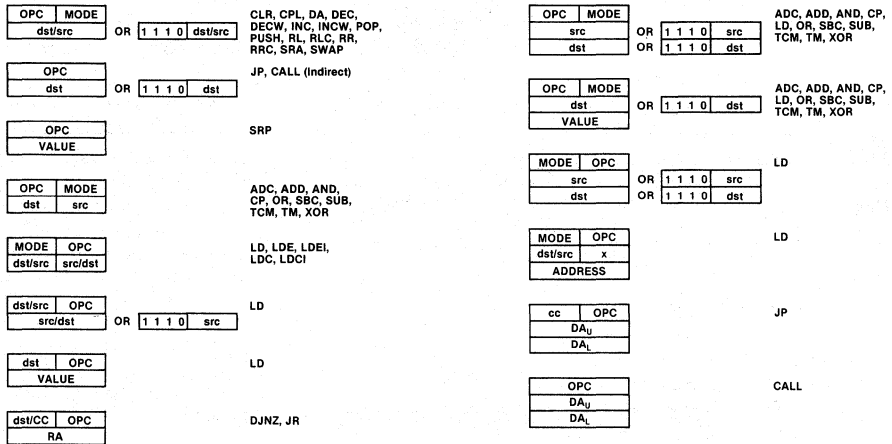 OPC MODE
dst/src OR 1 1 1 0 dst/src
CLR, CPL, DA, DEC,
DECW, INC, INCW, POP,
PUSH, RL, RLC, RR,
RRC, SRA, SWAP
OPC
dst OR 1 1 1 0 dst
JP, CALL (Indirect)
OPC
VALUE
SRP
OPC MODE
dst src
ADC, ADD, AND,
CP, OR, SBC, SUB,
TCM, TM, XOR
MODE OPC
dst/src src/dst
LD, LDE, LDEI,
LDC, LDCI
dst/src OPC
src/dst OR 1 1 1 0 src
LD
dst OPC
VALUE
LD
dst/CC OPC
RA
DJNZ, JR
OPC MODE
src OR 1 1 1 0 src
dst OR 1 1 1 0 dst
ADC, ADD, AND, CP,
LD, OR, SBC, SUB,
TCM, TM, XOR
OPC MODE
dst OR 1 1 1 0 dst
VALUE
ADC, ADD, AND, CP,
LD, OR, SBC, SUB,
TCM, TM, XOR
MODE OPC
src OR 1 1 1 0 src
dst OR 1 1 1 0 dst
LD
MODE OPC
dst/src x
ADDRESS
LD
cc OPC
DAU
DAL
JP
OPC
DAU
DAL
CALL